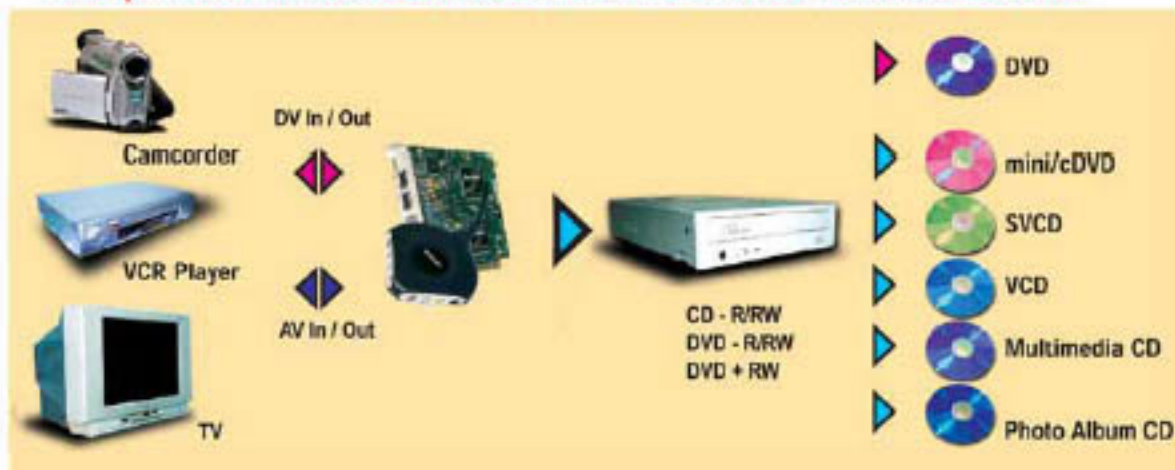 Camcorder
VCR Player
TV
DV In / Out
AV In / Out
CD - R/RW
DVD - R/RW
DVD + RW
DVD
mini/cDVD
SVCD
VCD
Multimedia CD
Photo Album CD